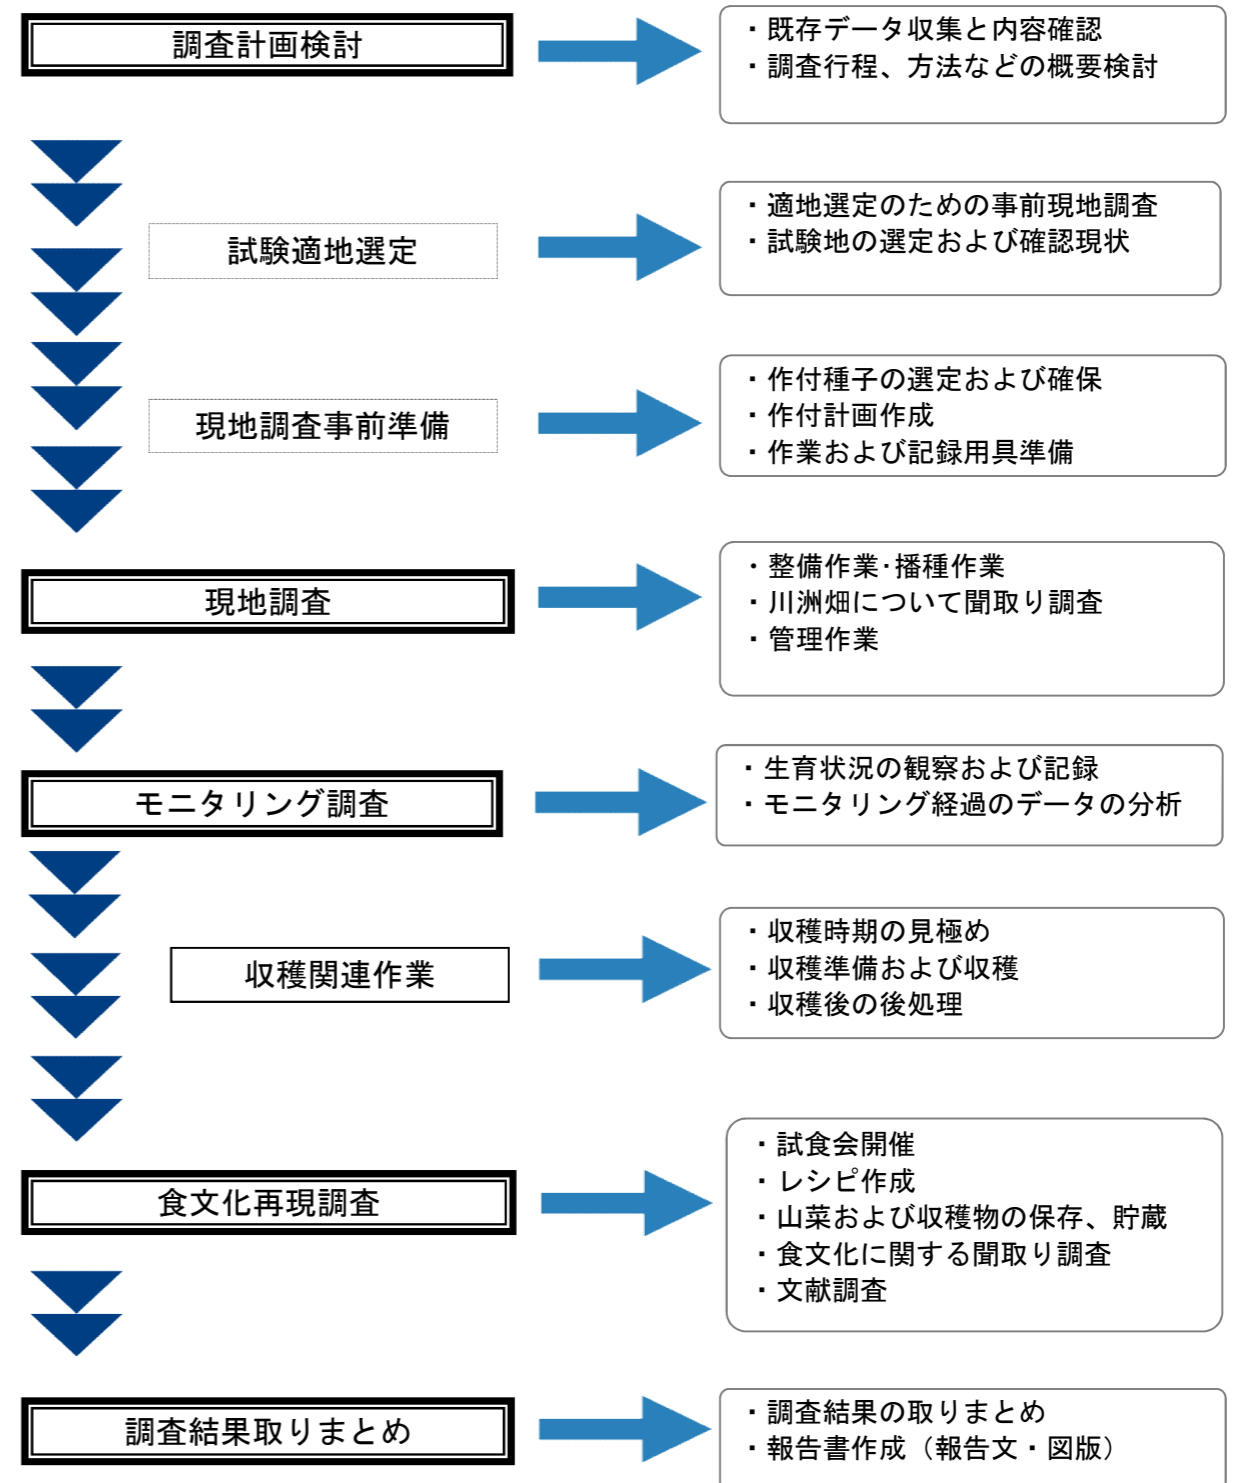 調査計画検討
・既存データ収集と内容確認
・調査行程、方法などの概要検討
試験適地選定
・適地選定のための事前現地調査
・試験地の選定および確認現状
現地調査事前準備
・作付種子の選定および確保
・作付計画作成
・作業および記録用具準備
現地調査
・整備作業･播種作業
・川洲畑について聞取り調査
・管理作業
モニタリング調査
・生育状況の観察および記録
・モニタリング経過のデータの分析
収穫関連作業
・収穫時期の見極め
・収穫準備および収穫
・収穫後の後処理
食文化再現調査
・試食会開催
・レシピ作成
・山菜および収穫物の保存、貯蔵
・食文化に関する聞取り調査
・文献調査
調査結果取りまとめ
・調査結果の取りまとめ
・報告書作成（報告文・図版）